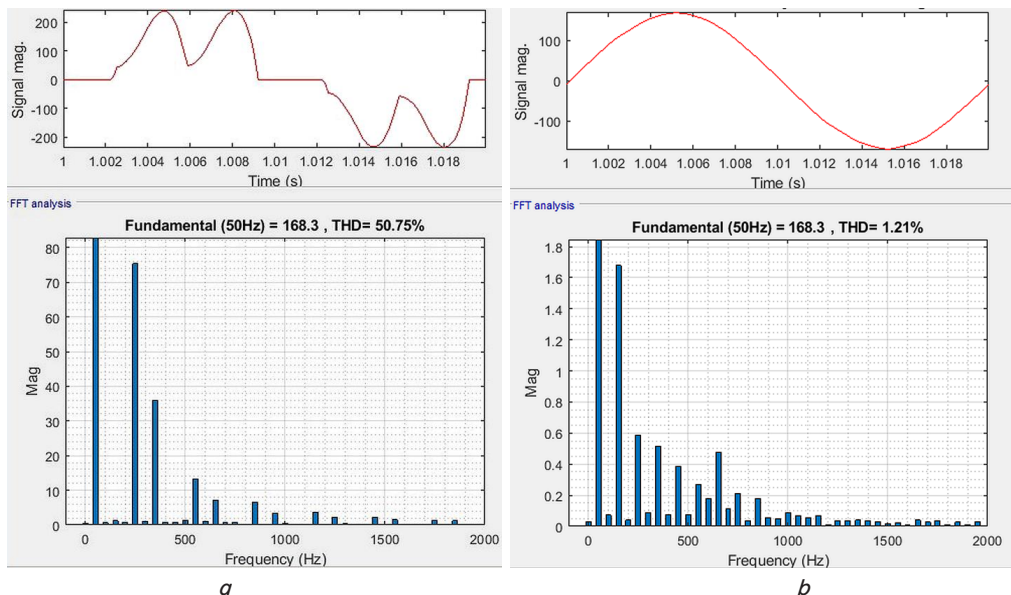 Signal mag.
200
100
0
-100
-200
1 1.002 1.004 1.006 1.008 1.01 1.012 1.014 1.016 1.018
Time (s)
FFT analysis
Fundamental (50Hz) = 168.3 , THD= 50.75%
Mag
80
70
60
50
40
30
20
10
0
0 500 1000 1500 2000
Frequency (Hz)
a
Signal mag.
100
0
-100
1 1.002 1.004 1.006 1.008 1.01 1.012 1.014 1.016 1.018
Time (s)
FFT analysis
Fundamental (50Hz) = 168.3 , THD= 1.21%
Mag
1.8
1.6
1.4
1.2
1
0.8
0.6
0.4
0.2
0
0 500 1000 1500 2000
Frequency (Hz)
b